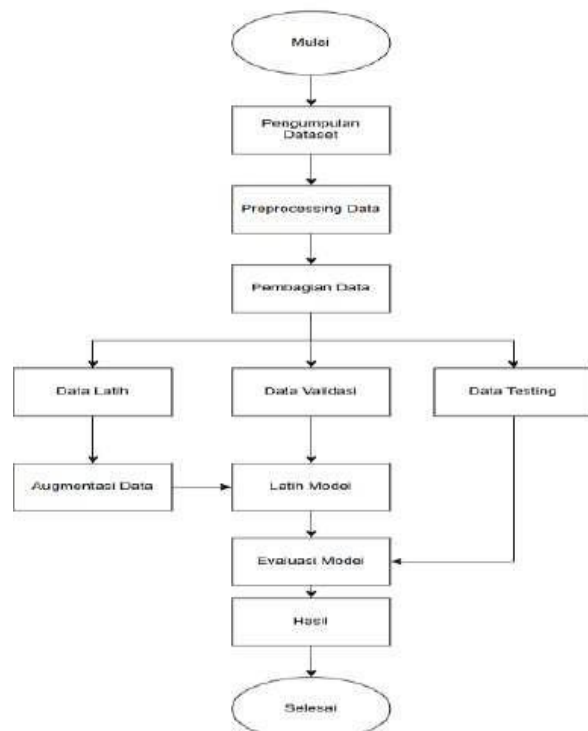 Mulai
Pengumpulan
Dataset
Preprocessing Data
Pembagian Data
Data Latih
Data Validasi
Data Testing
Augmentasi Data
Latih Model
Evaluasi Model
Hasil
Selesai